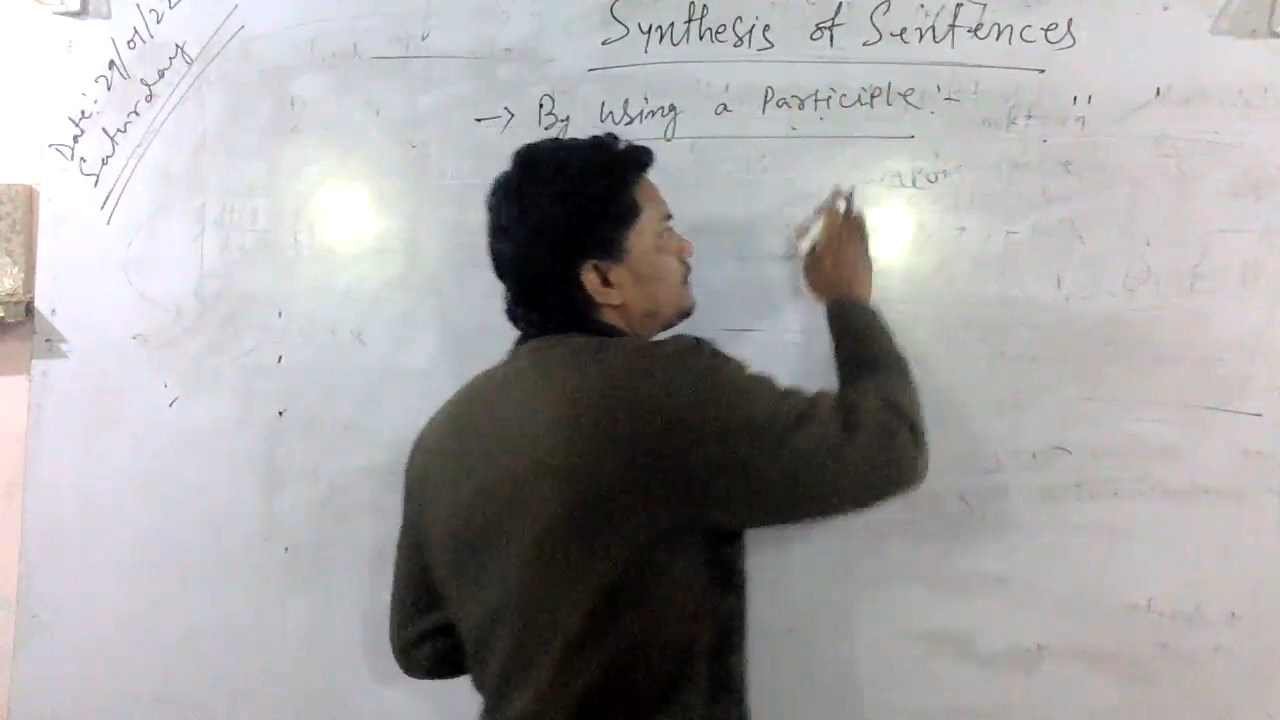 Date:- 29/01/22
Saturday
Synthesis of Sentences
→ By using a Participle :-